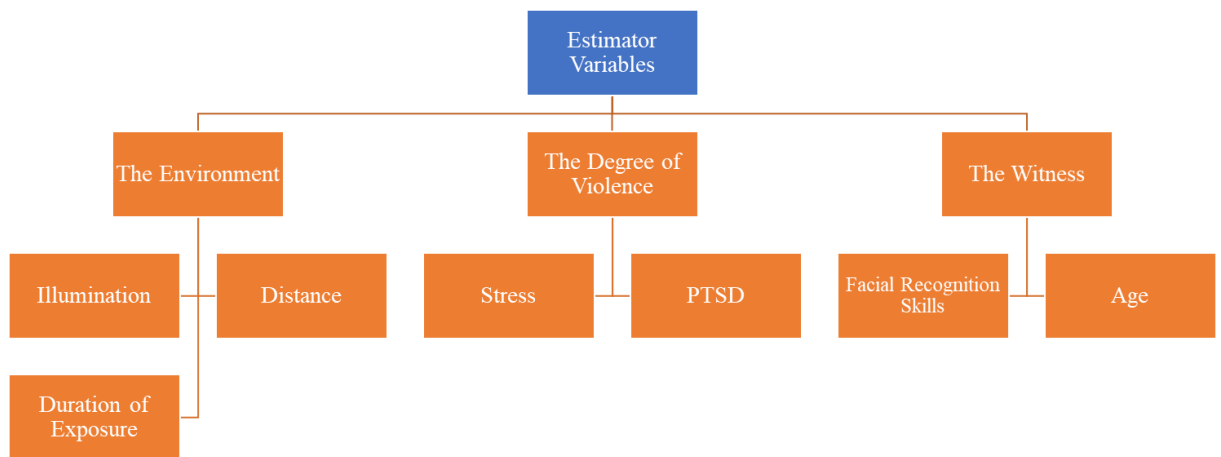 Estimator
Variables
The Environment
The Degree of
Violence
The Witness
Illumination
Distance
Stress
PTSD
Facial Recognition
Skills
Age
Duration of
Exposure